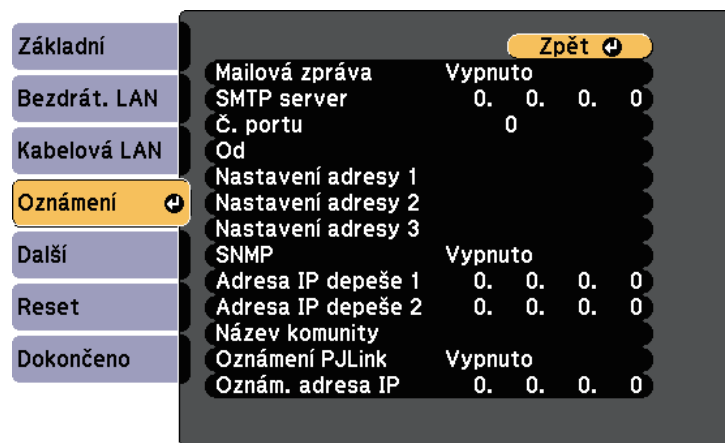 Základní
Bezdrát. LAN
Kabelová LAN
Oznámení
Další
Reset
Dokončeno
Zpět
Mailová zpráva Vypnuto
SMTP server 0. 0. 0. 0
Č. portu 0
Od
Nastavení adresy 1
Nastavení adresy 2
Nastavení adresy 3
SNMP Vypnuto
Adresa IP depeše 1 0. 0. 0. 0
Adresa IP depeše 2 0. 0. 0. 0
Název komunity
Oznámení PJLink Vypnuto
Oznám. adresa IP 0. 0. 0. 0